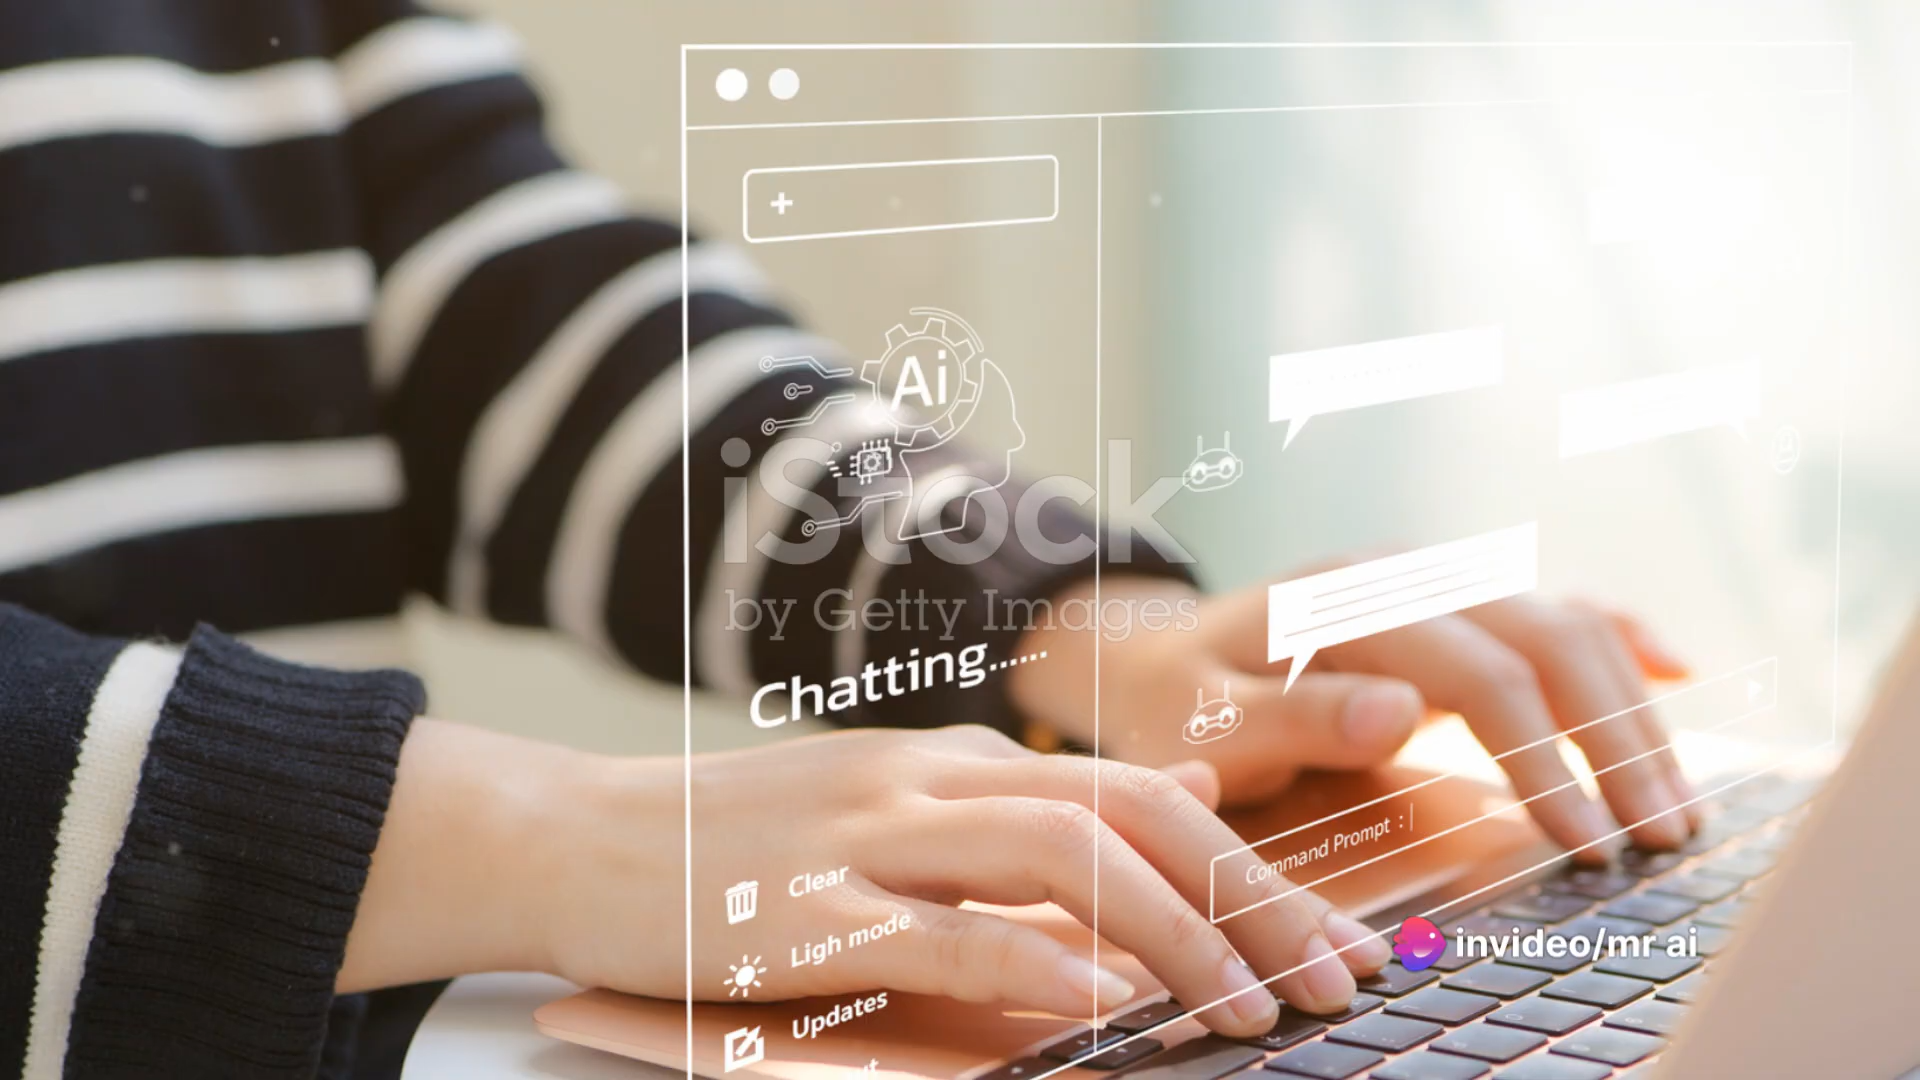 +
Ai
iStock
by Getty Images
Chatting......
Command Prompt :|
Clear
Ligh mode
Updates
invideo/mr ai